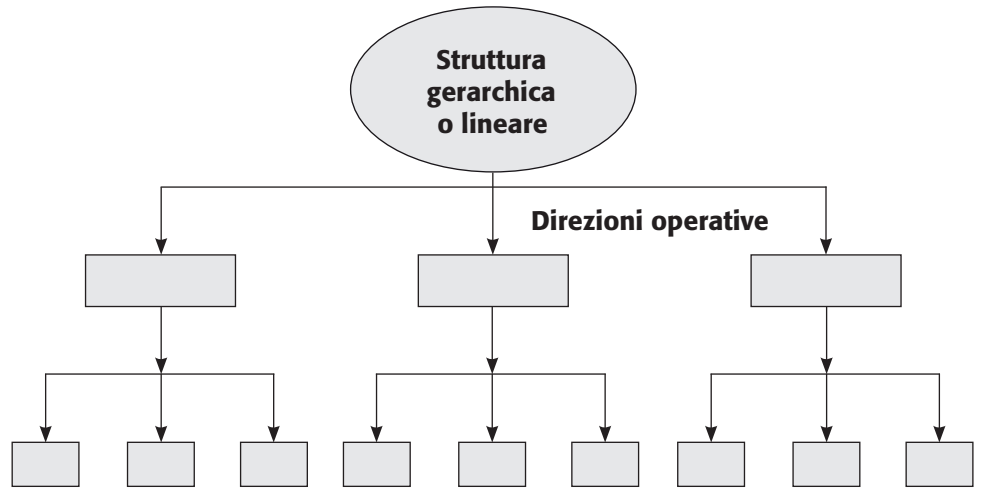 Struttura
gerarchica
o lineare
Direzioni operative